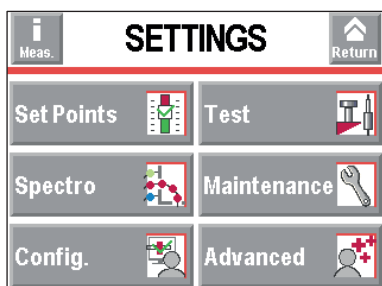 i
Meas.
SETTINGS
Return
Set Points
Test
Spectro
Maintenance
Config.
Advanced